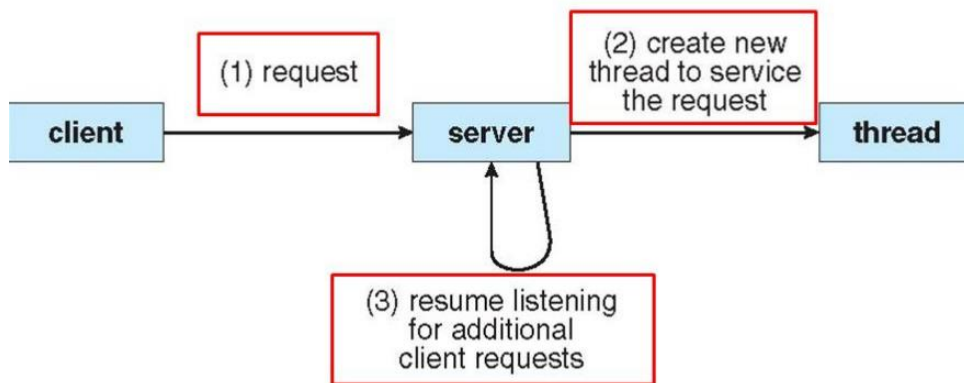 (1) request
(2) create new
thread to service
the request
client
server
thread
(3) resume listening
for additional
client requests